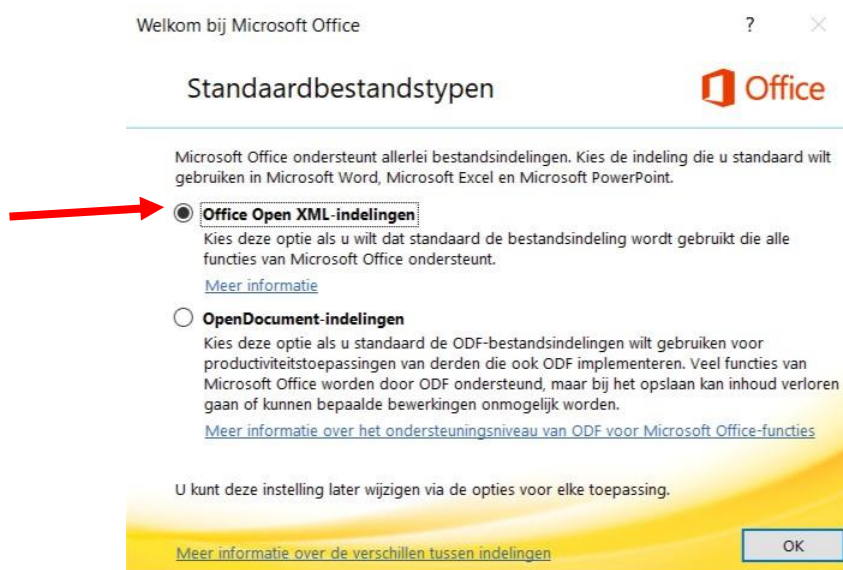 Welkom bij Microsoft Office ?
Standaardbestandstypen
Office
Microsoft Office ondersteunt allerlei bestandsindelingen. Kies de indeling die u standaard wilt
gebruiken in Microsoft Word, Microsoft Excel en Microsoft PowerPoint.
Office Open XML-indelingen
Kies deze optie als u wilt dat standaard de bestandsindeling wordt gebruikt die alle
functies van Microsoft Office ondersteunt.
Meer informatie
OpenDocument-indelingen
Kies deze optie als u standaard de ODF-bestandsindelingen wilt gebruiken voor
productiviteitstoepassingen van derden die ook ODF implementeren. Veel functies van
Microsoft Office worden door ODF ondersteund, maar bij het opslaan kan inhoud verloren
gaan of kunnen bepaalde bewerkingen onmogelijk worden.
Meer informatie over het ondersteuningsniveau van ODF voor Microsoft Office-functies
U kunt deze instelling later wijzigen via de opties voor elke toepassing.
Meer informatie over de verschillen tussen indelingen
OK